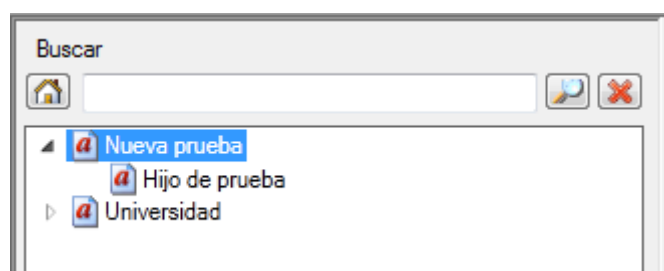 Buscar
Nueva prueba
Hijo de prueba
Universidad